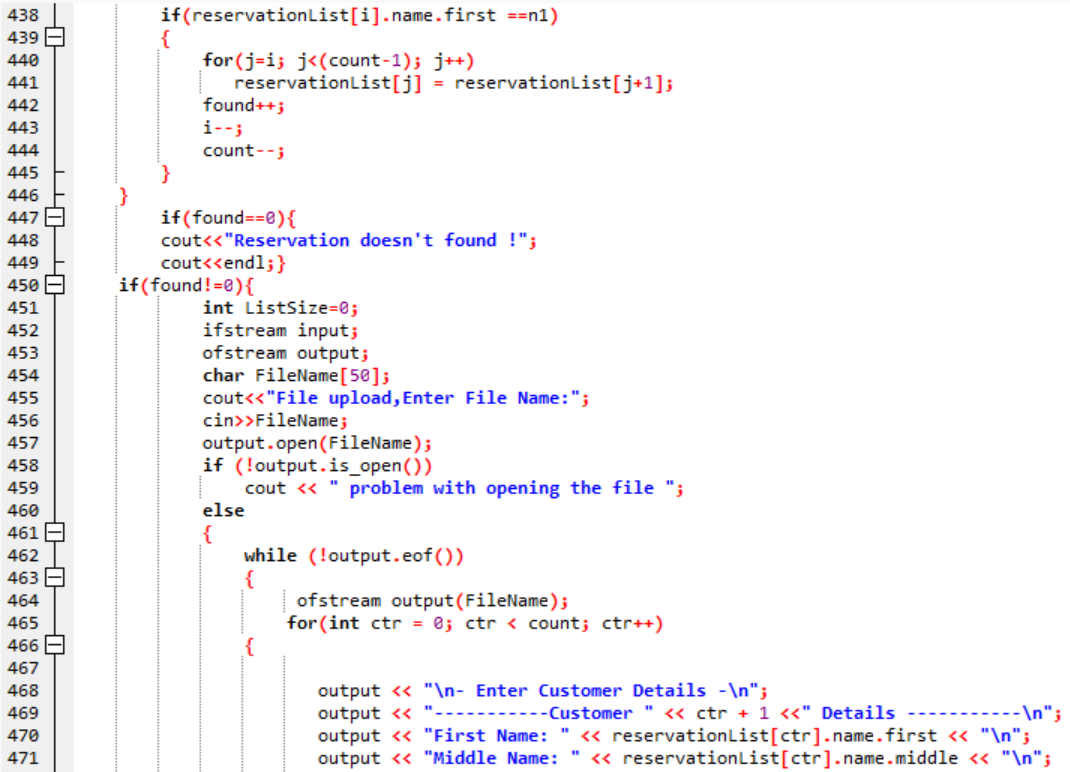 438 if(reservationList[i].name.first ==n1)
439 {
440 for(j=i; j<(count-1); j++)
441 reservationList[j] = reservationList[j+1];
442 found++;
443 i--;
444 count--;
445 }
446 }
447 if(found==0){
448 cout<<"Reservation doesn't found !";
449 cout<<endl;}
450 if(found!=0){
451 int ListSize=0;
452 ifstream input;
453 ofstream output;
454 char FileName[50];
455 cout<<"File upload,Enter File Name:";
456 cin>>FileName;
457 output.open(FileName);
458 if (!output.is_open())
459 cout << " problem with opening the file ";
460 else
461 {
462 while (!output.eof())
463 {
464 ofstream output(FileName);
465 for(int ctr = 0; ctr < count; ctr++)
466 {
467
468 output << "\n- Enter Customer Details -\n";
469 output << "-----------Customer " << ctr + 1 <<" Details -----------\n";
470 output << "First Name: " << reservationList[ctr].name.first << "\n";
471 output << "Middle Name: " << reservationList[ctr].name.middle << "\n";